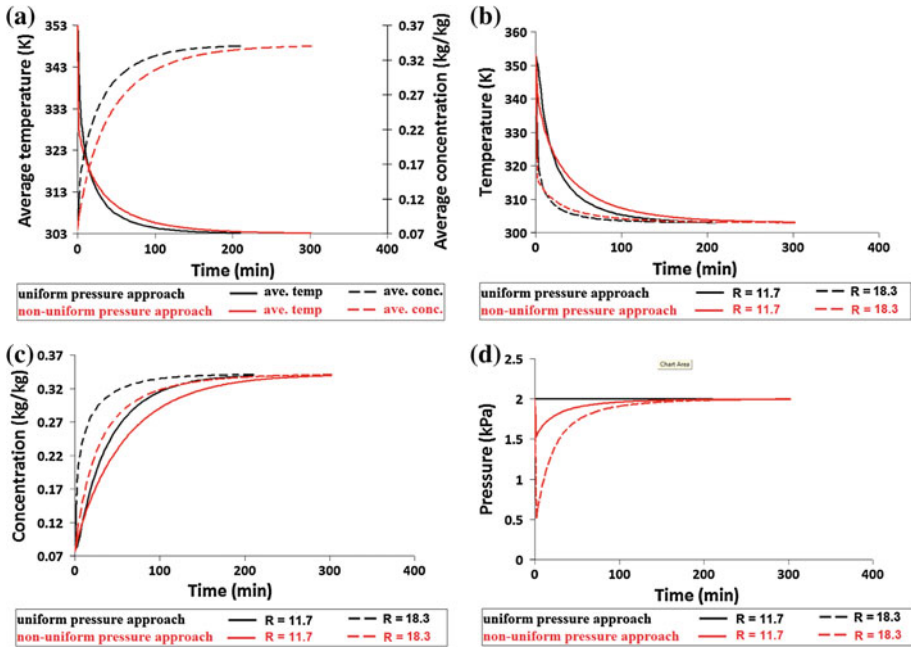 (a)
353
343
333
323
313
303
Average temperature (K)
0.37
0.32
0.27
0.22
0.17
0.12
0.07
Average concentration (kg/kg)
0 100 200 300 400
Time (min)
uniform pressure approach ave. temp ave. conc.
non-uniform pressure approach ave. temp ave. conc.
(b)
360
350
340
330
320
310
300
Temperature (K)
0 100 200 300 400
Time (min)
uniform pressure approach R = 11.7 R = 18.3
non-uniform pressure approach R = 11.7 R = 18.3
(c)
0.37
0.32
0.27
0.22
0.17
0.12
0.07
Concentration (kg/kg)
0 100 200 300 400
Time (min)
uniform pressure approach R = 11.7 R = 18.3
non-uniform pressure approach R = 11.7 R = 18.3
(d)
Chart Area
2.5
2
1.5
1
0.5
0
Pressure (kPa)
0 100 200 300 400
Time (min)
uniform pressure approach R = 11.7 R = 18.3
non-uniform pressure approach R = 11.7 R = 18.3